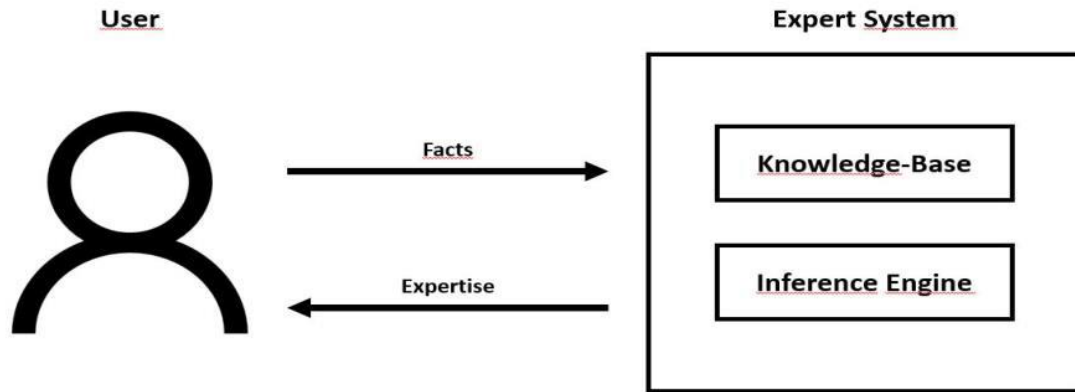 User
Expert System
Facts
Knowledge-Base
Expertise
Inference Engine